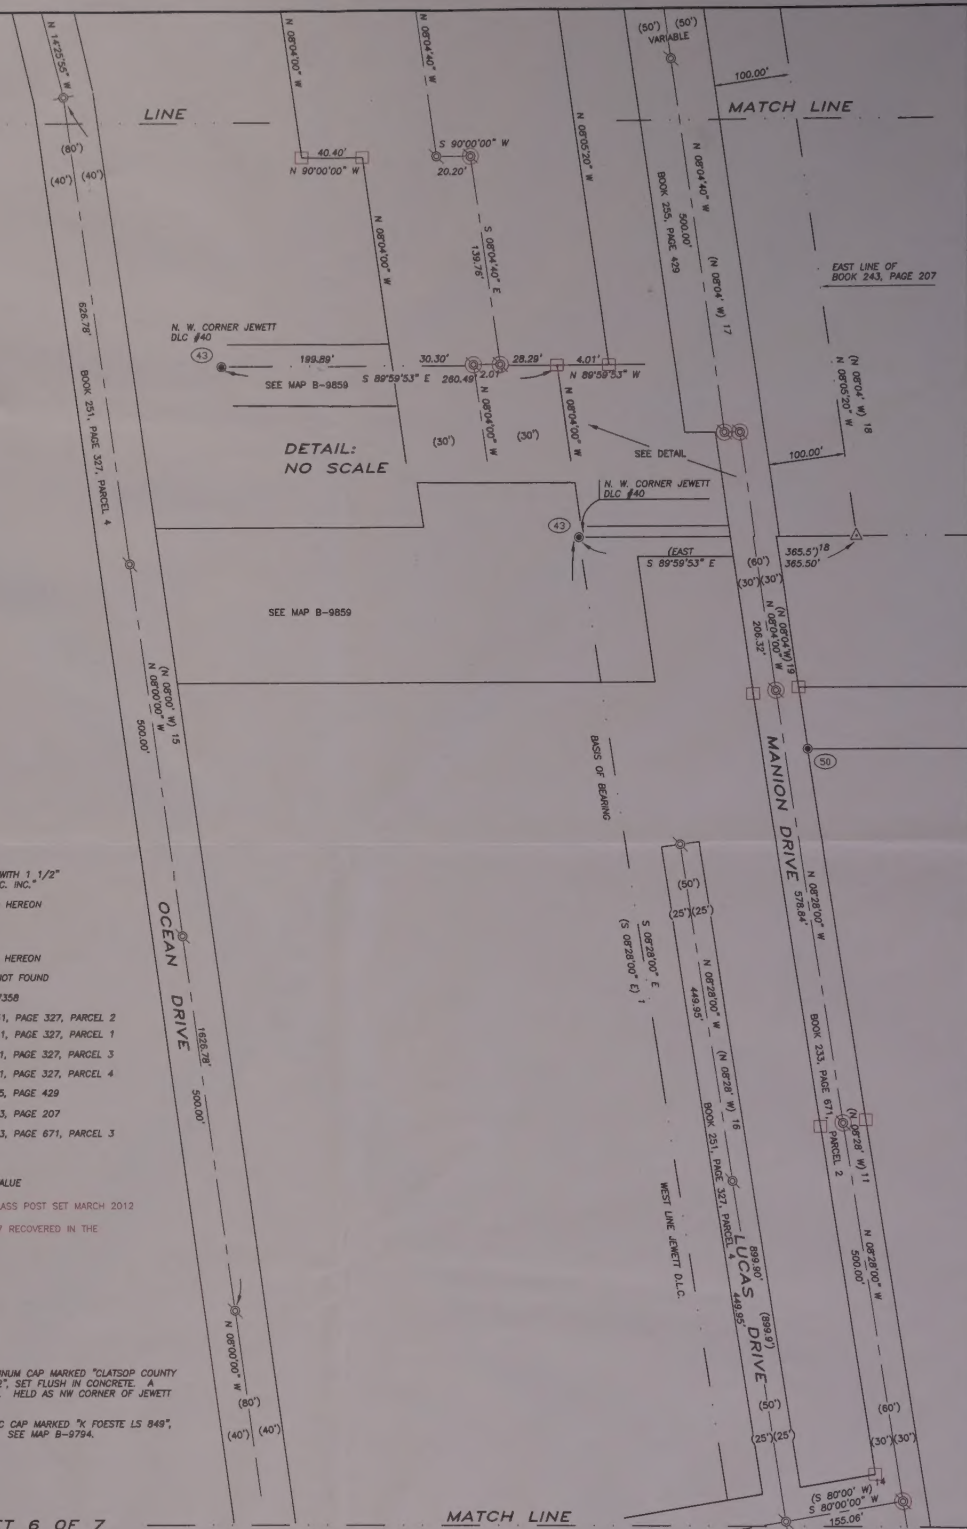 N 14°25'55" W
(80')
(40') (40')
LINE
N 08°04'00" W
40.40'
N 90°00'00" W
N 08°04'00" W
N 08°04'40" W
S 90°00'00" W
20.20'
S 08°04'40" E
139.76'
N 08°05'20" W
(50') (50')
VARIABLE
100.00'
MATCH LINE
N 08°04'40" W
500.00'
(N 08°04' W) 17
BOOK 255, PAGE 429
EAST LINE OF
BOOK 243, PAGE 207
(N 08°04' W) 18
N 08°05'20" W
100.00'
626.78'
BOOK 251, PAGE 327, PARCEL 4
N. W. CORNER JEWETT
DLC #40
43
199.89'
SEE MAP B-9859
S 89°59'53" E 260.49'
30.30'
2.01'
28.29'
4.01'
N 89°59'53" W
N 08°04'00" W
N 08°04'00" W
(30')
(30')
DETAIL:
NO SCALE
SEE DETAIL
N. W. CORNER JEWETT
DLC #40
43
(EAST
S 89°59'53" E
365.5')18
365.50'
(60')
(30')(30')
(N 08°04'W)19
N 08°04'00" W
206.32'
SEE MAP B-9859
(N 08°00' W) 15
N 08°00'00" W
500.00'
BASIS OF BEARING
MANION DRIVE
50
N 08°28'00" W
578.84'
(50')
(25')(25')
S 08°28'00" E
(S 08°28'00" E) 1
N 08°28'00" W
449.95'
(N 08°28' W) 16
BOOK 251, PAGE 327, PARCEL 4
BOOK 233, PAGE 671, PARCEL 2
(N 08°28' W) 11
OCEAN DRIVE
1626.78'
500.00'
WEST LINE JEWETT D.L.C.
LUCAS DRIVE
899.90'
(899.9')
449.95'
N 08°28'00" W
500.00'
WITH 1 1/2"
C. INC."
HEREON
HEREON
NOT FOUND
7358
1, PAGE 327, PARCEL 2
1, PAGE 327, PARCEL 1
1, PAGE 327, PARCEL 3
1, PAGE 327, PARCEL 4
5, PAGE 429
3, PAGE 207
3, PAGE 671, PARCEL 3
ALUE
ASS POST SET MARCH 2012
RECOVERED IN THE
NUM CAP MARKED "CLATSOP COUNTY
", SET FLUSH IN CONCRETE. A
HELD AS NW CORNER OF JEWETT
C CAP MARKED "K FOESTE LS 849",
SEE MAP B-9794.
N 08°00'00" W
(80')
(40') (40')
(50')
(25')(25')
(60')
(30')(30')
14
(S 80°00' W)
S 80°00'00" W
155.06'
ET 6 OF 7
MATCH LINE